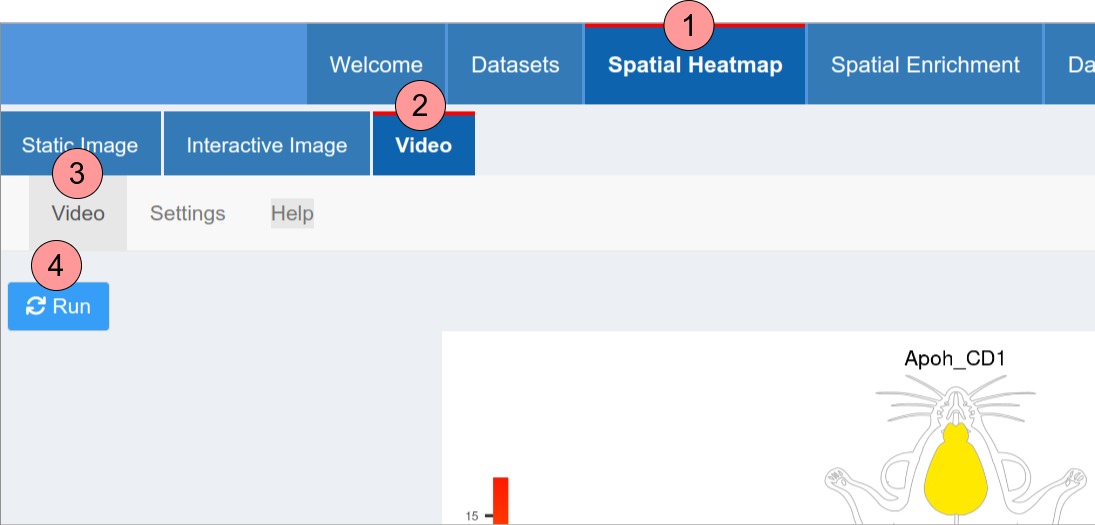 1
Welcome Datasets Spatial Heatmap Spatial Enrichment Da
2
Static Image Interactive Image Video
3
Video Settings Help
4
Run
Apoh_CD1
15